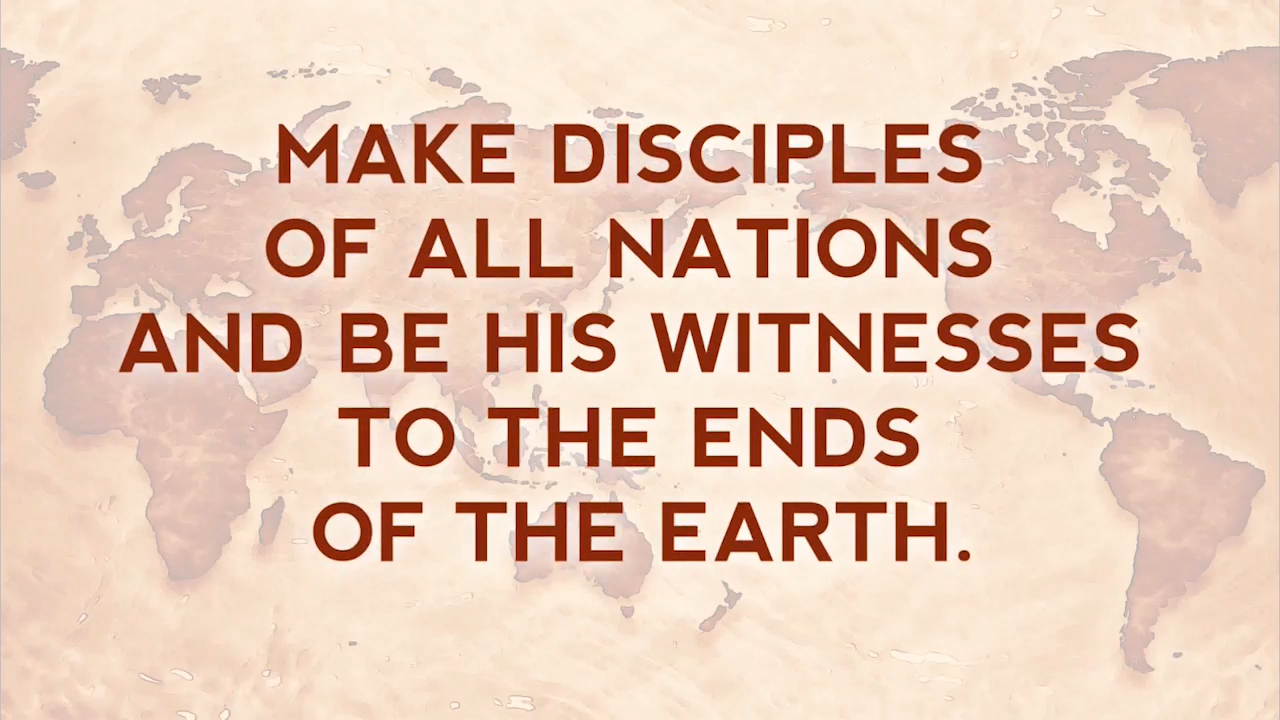 MAKE DISCIPLES
OF ALL NATIONS
AND BE HIS WITNESSES
TO THE ENDS
OF THE EARTH.